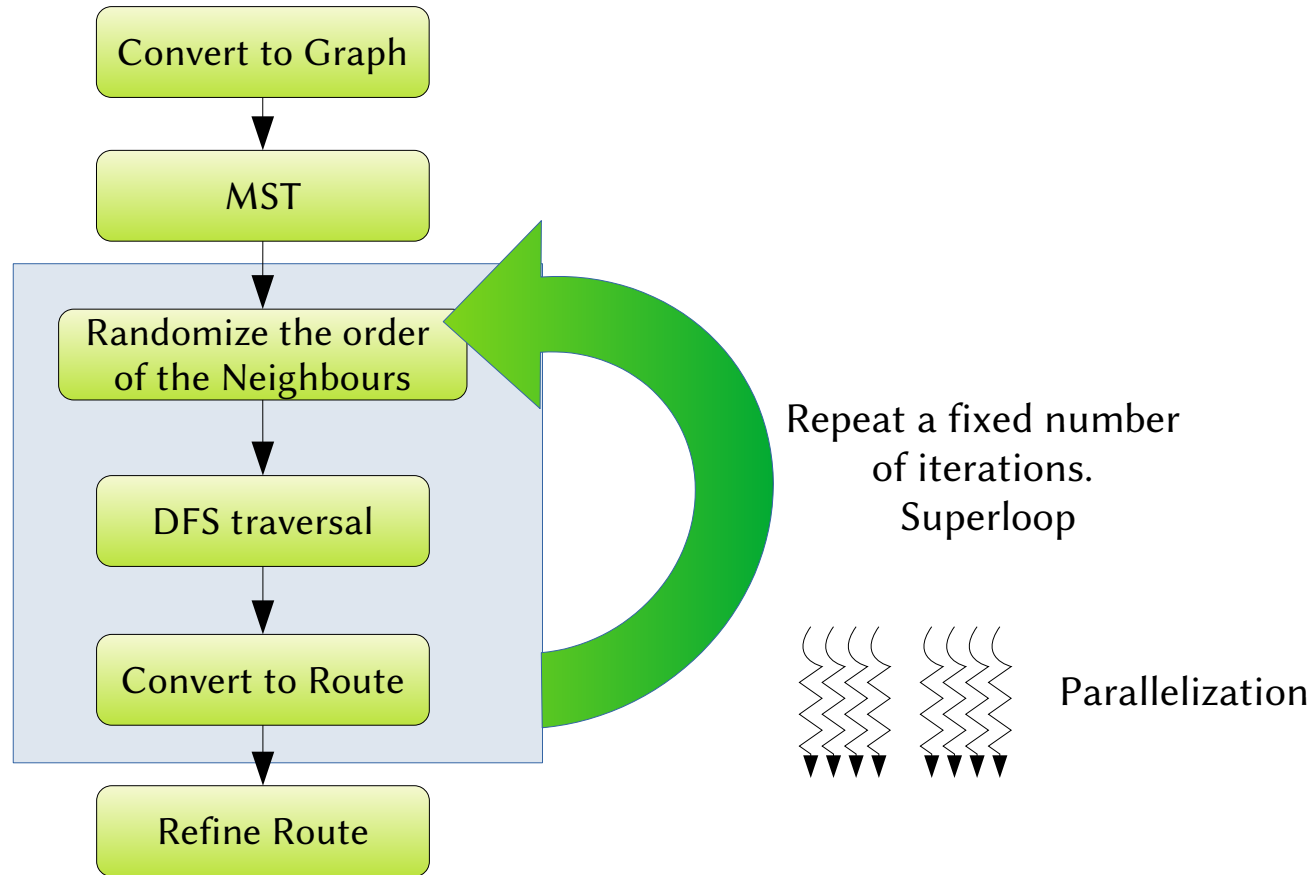 Convert to Graph
MST
Randomize the order
of the Neighbours
DFS traversal
Convert to Route
Refine Route
Repeat a fixed number
of iterations.
Superloop
Parallelization